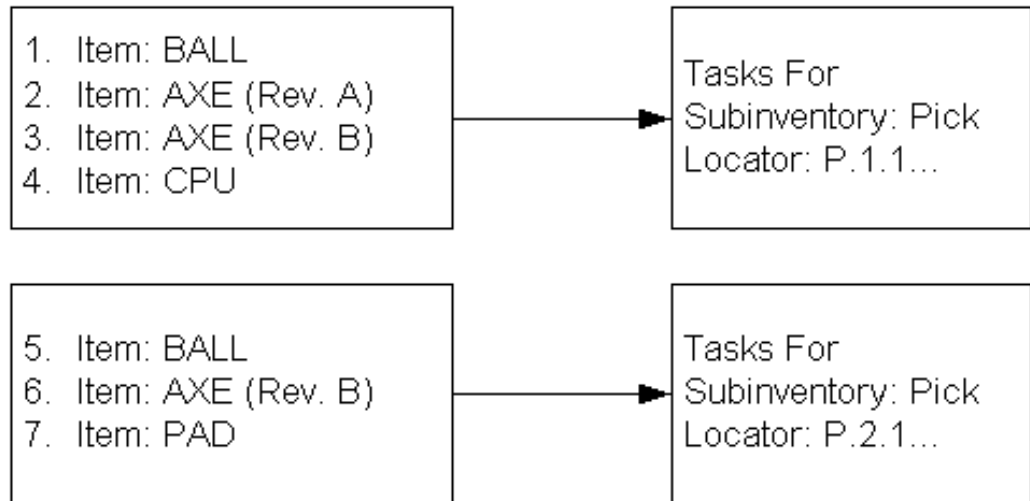 1. Item: BALL
2. Item: AXE (Rev. A)
3. Item: AXE (Rev. B)
4. Item: CPU
Tasks For
Subinventory: Pick
Locator: P.1.1...
5. Item: BALL
6. Item: AXE (Rev. B)
7. Item: PAD
Tasks For
Subinventory: Pick
Locator: P.2.1...